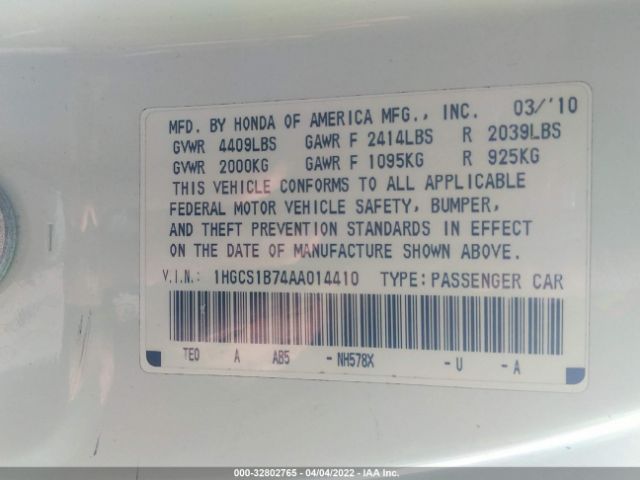 MFD. BY HONDA OF AMERICA MFG., INC. 03/'10
GVWR 4409LBS GAWR F 2414LBS R 2039LBS
GVWR 2000KG GAWR F 1095KG R 925KG
THIS VEHICLE CONFORMS TO ALL APPLICABLE
FEDERAL MOTOR VEHICLE SAFETY, BUMPER,
AND THEFT PREVENTION STANDARDS IN EFFECT
ON THE DATE OF MANUFACTURE SHOWN ABOVE.
V.I.N.: 1HGCS1B74AA014410 TYPE:PASSENGER CAR
TE0 A AB5 - NH578X - U - A
000-32802765 - 04/04/2022 - IAA Inc.